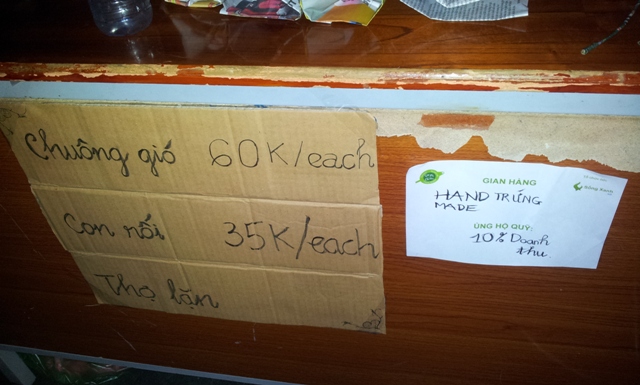 Chuông gió 60K/each
Con rối 35K/each
Thợ lặn
GIAN HÀNG
HAND TRỨNG
MADE
ỦNG HỘ QUỸ:
10% Doanh
thu